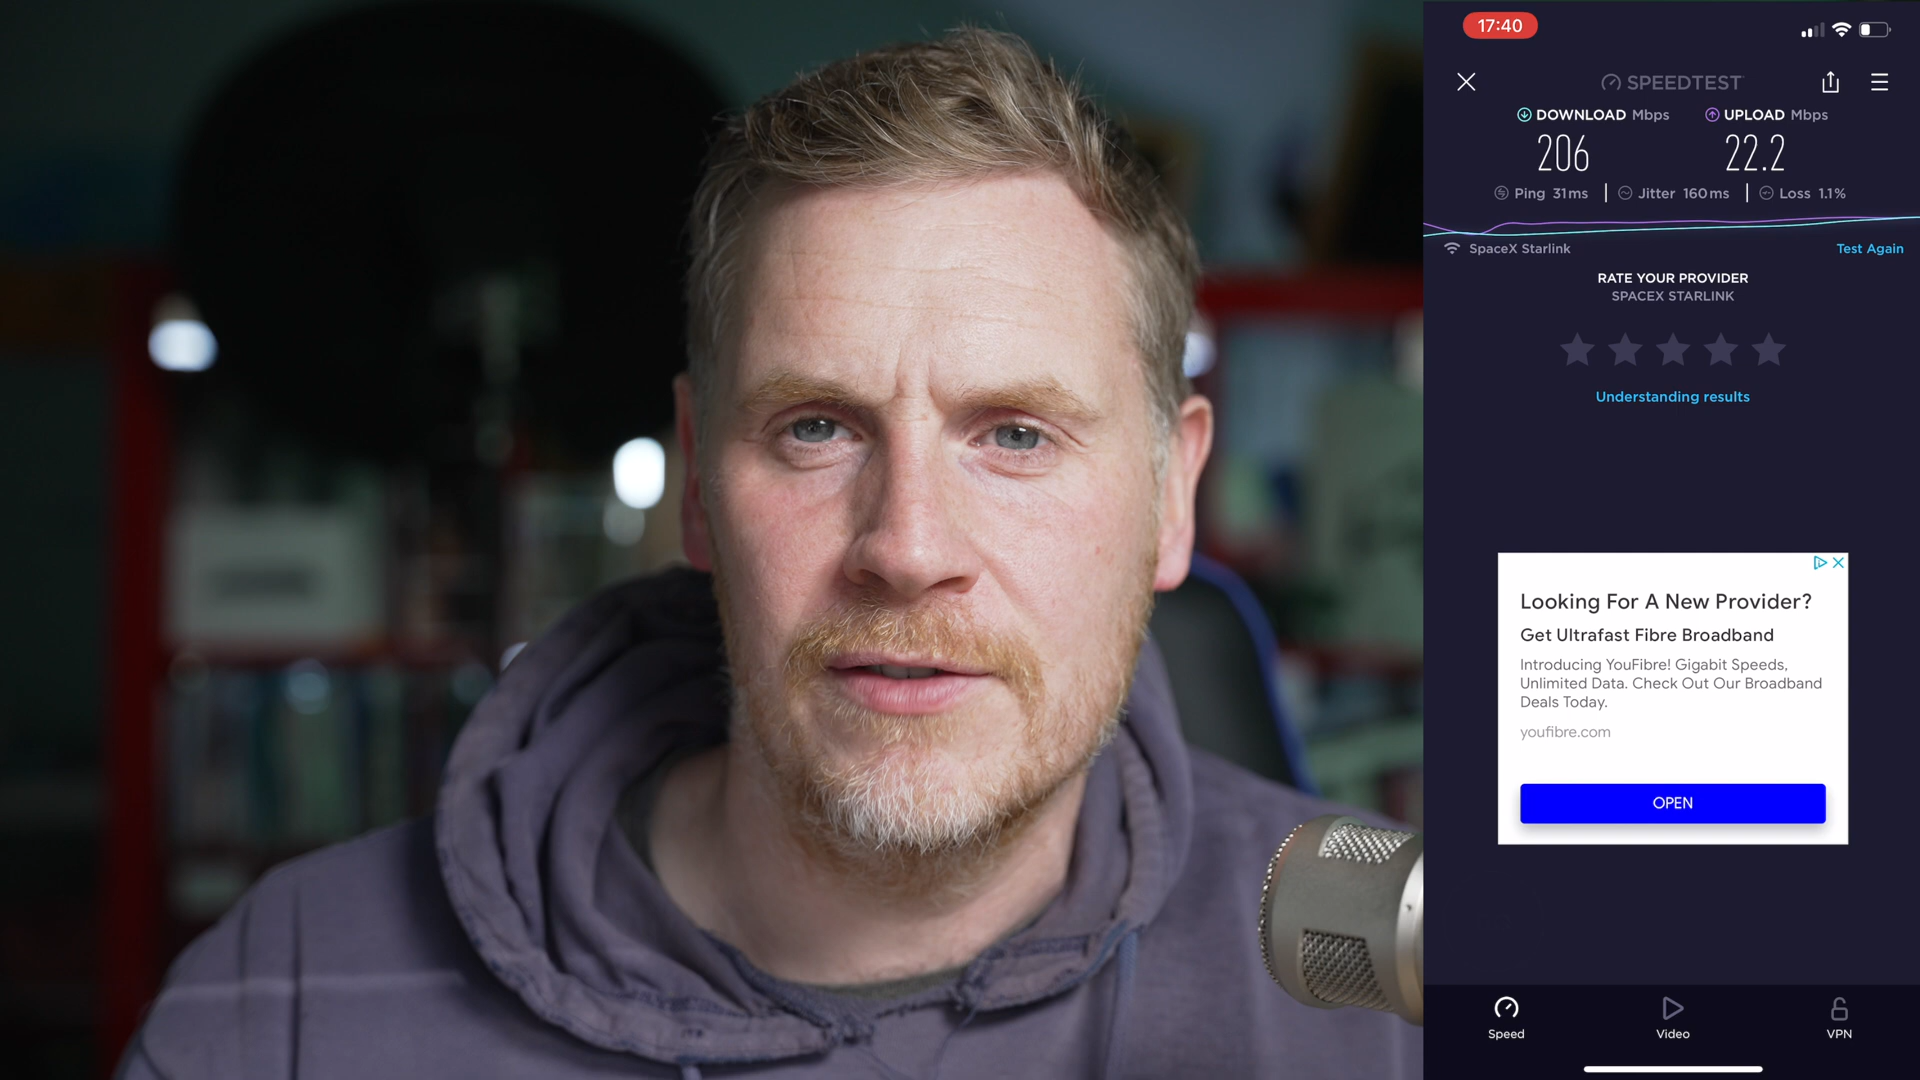 17:40
SPEEDTEST
DOWNLOAD Mbps
UPLOAD Mbps
206
22.2
Ping 31ms
Jitter 160ms
Loss 1.1%
SpaceX Starlink
Test Again
RATE YOUR PROVIDER
SPACEX STARLINK
Understanding results
Looking For A New Provider?
Get Ultrafast Fibre Broadband
Introducing YouFibre! Gigabit Speeds,
Unlimited Data. Check Out Our Broadband
Deals Today.
youfibre.com
OPEN
Speed
Video
VPN